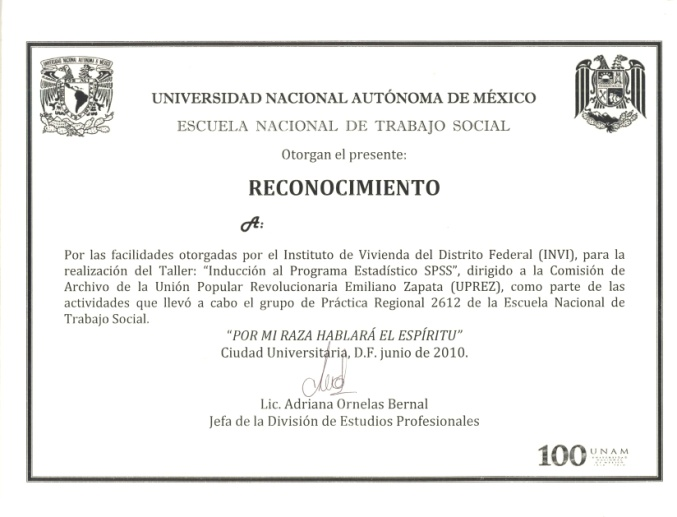 UNIVERSIDAD NACIONAL AUTÓNOMA DE MÉXICO
ESCUELA NACIONAL DE TRABAJO SOCIAL
Otorgan el presente:
RECONOCIMIENTO
A:
Por las facilidades otorgadas por el Instituto de Vivienda del Distrito Federal (INVI), para la
realización del Taller: “Inducción al Programa Estadístico SPSS”, dirigido a la Comisión de
Archivo de la Unión Popular Revolucionaria Emiliano Zapata (UPREZ), como parte de las
actividades que llevó a cabo el grupo de Práctica Regional 2612 de la Escuela Nacional de
Trabajo Social.
“POR MI RAZA HABLARÁ EL ESPÍRITU”
Ciudad Universitaria, D.F. junio de 2010.
Lic. Adriana Ornelas Bernal
Jefa de la División de Estudios Profesionales
100 UNAM